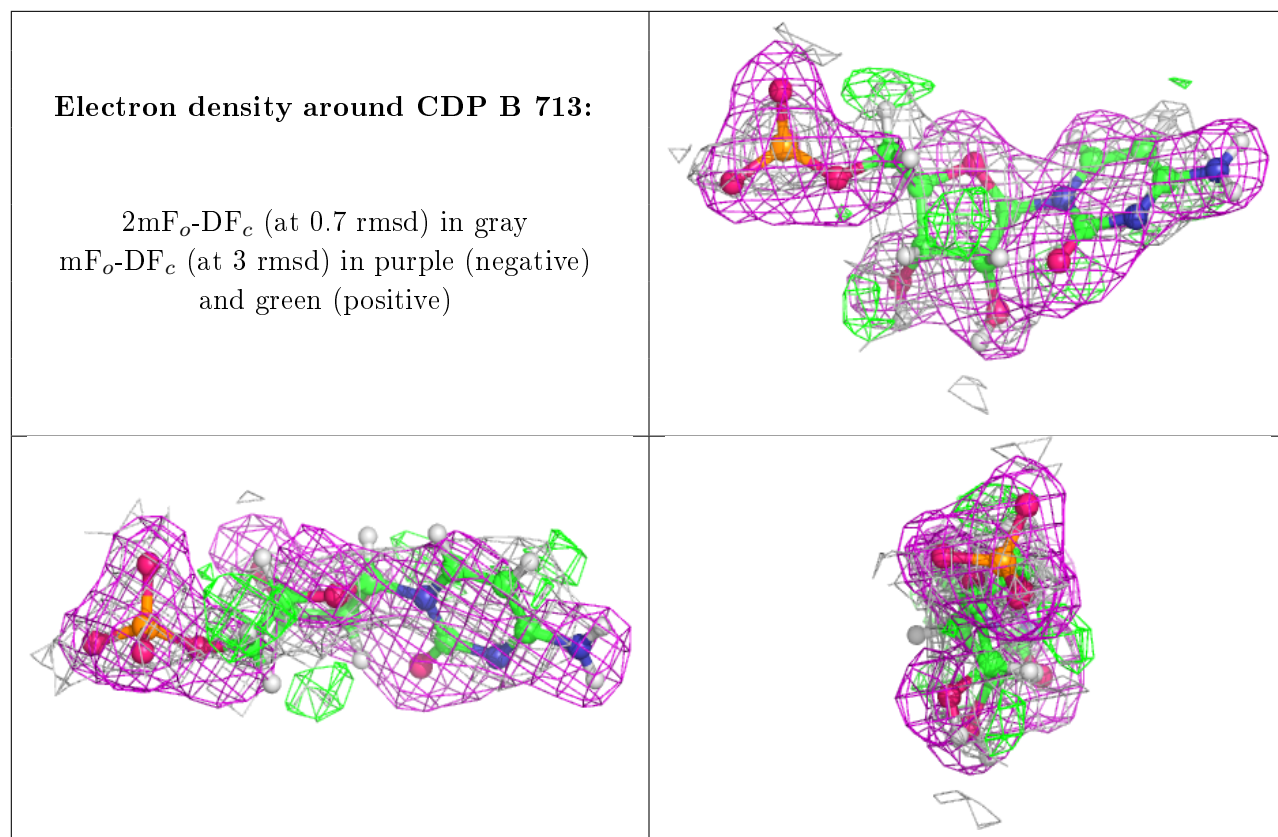 Electron density around CDP B 713:
2mFₒ-DF𝒸 (at 0.7 rmsd) in gray
mFₒ-DF𝒸 (at 3 rmsd) in purple (negative)
and green (positive)